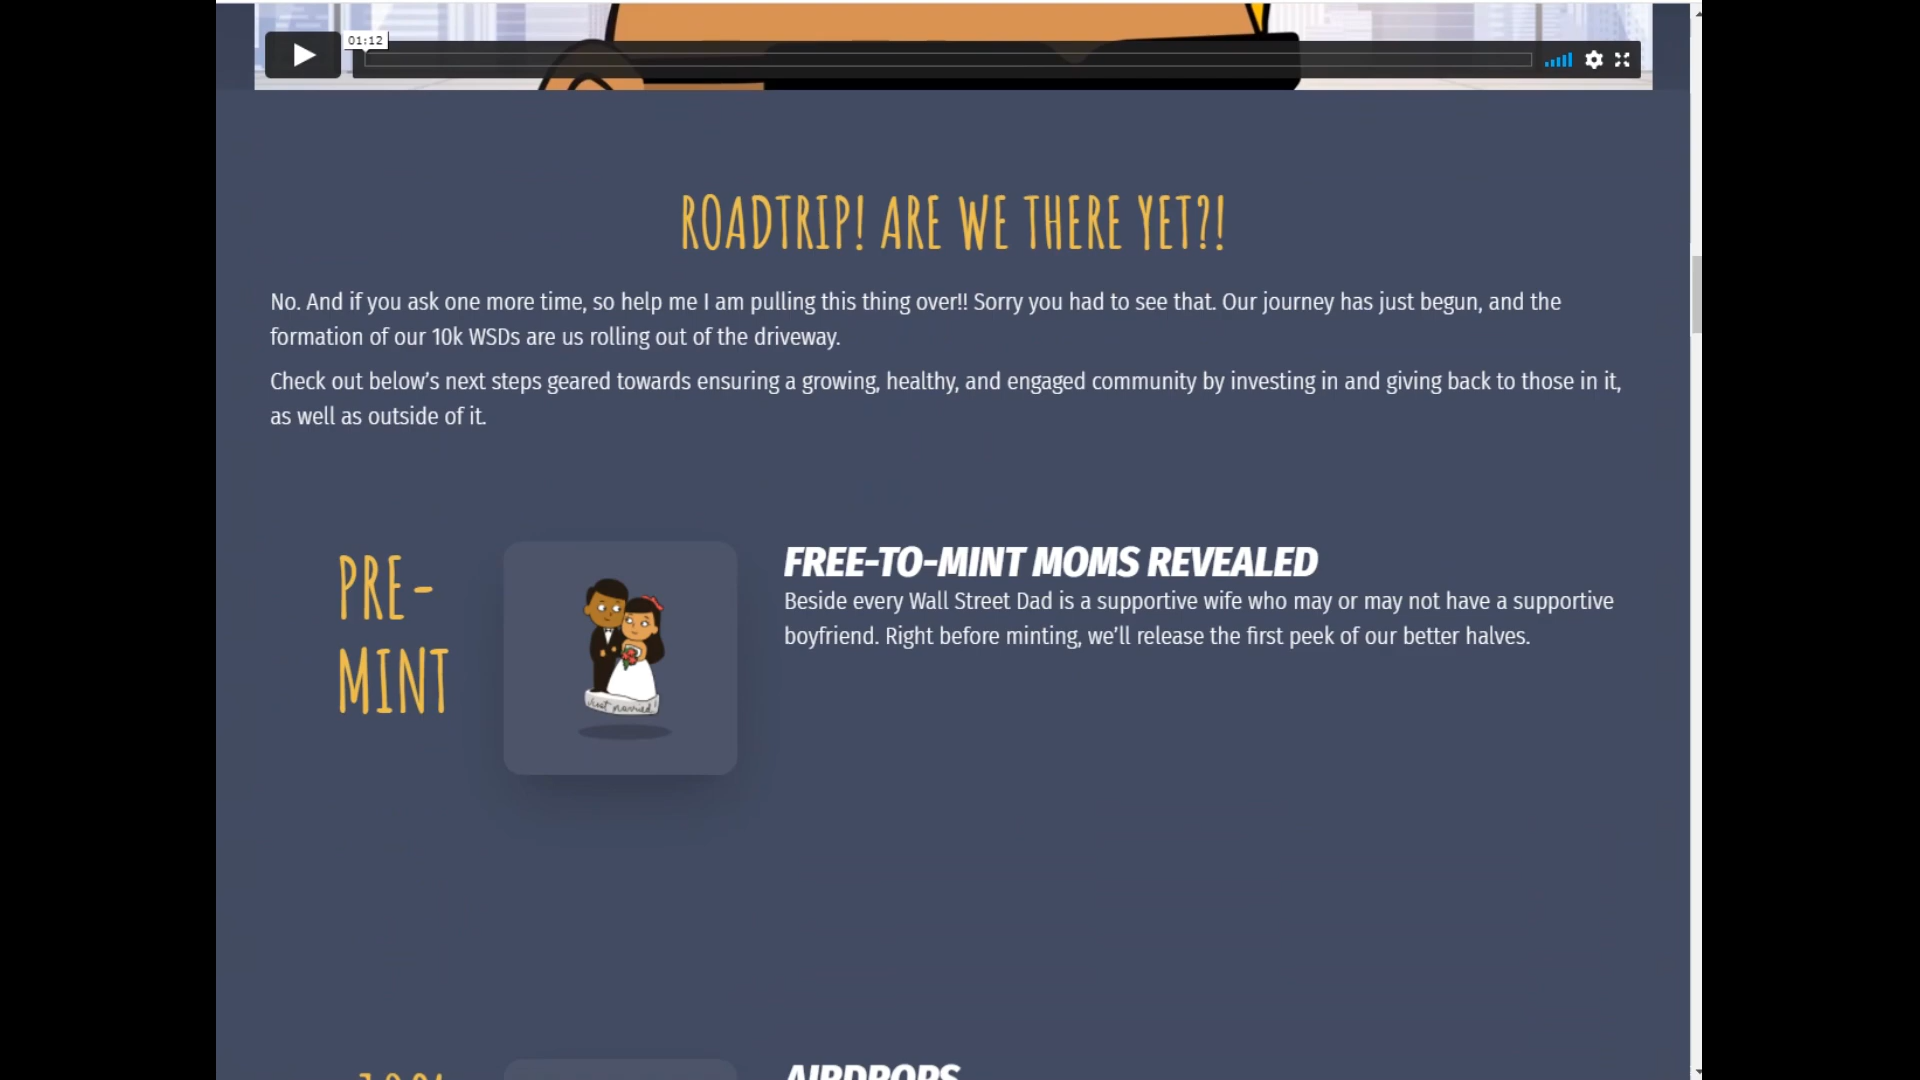 01:12
ROADTRIP! ARE WE THERE YET?!
No. And if you ask one more time, so help me I am pulling this thing over!! Sorry you had to see that. Our journey has just begun, and the
formation of our 10k WSDs are us rolling out of the driveway.
Check out below’s next steps geared towards ensuring a growing, healthy, and engaged community by investing in and giving back to those in it,
as well as outside of it.
PRE-
MINT
Just married!
FREE-TO-MINT MOMS REVEALED
Beside every Wall Street Dad is a supportive wife who may or may not have a supportive
boyfriend. Right before minting, we’ll release the first peek of our better halves.
AIRDROPS